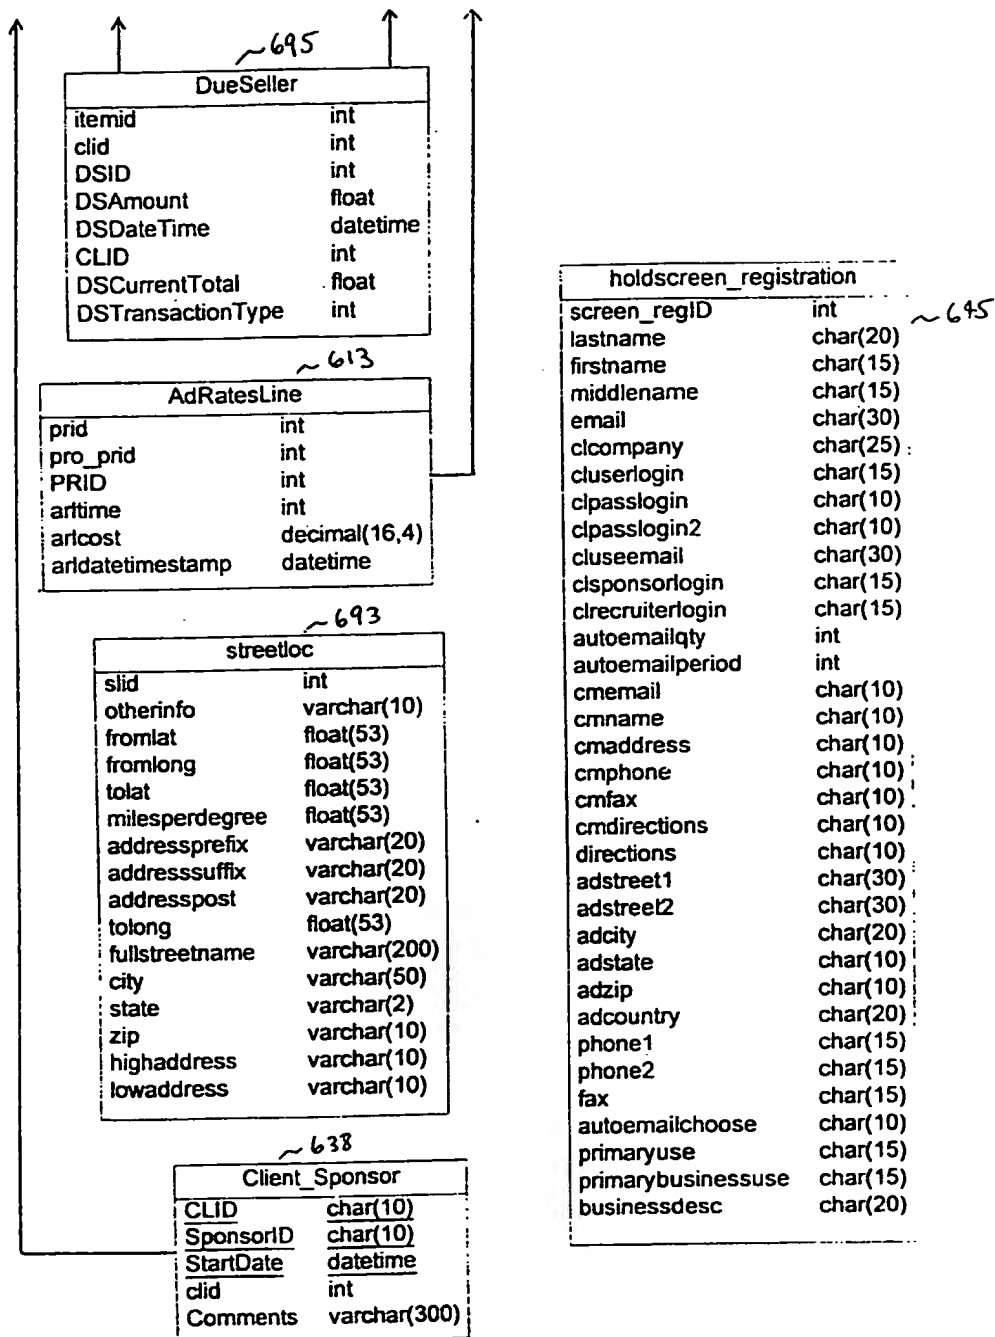 ~695
DueSeller
itemid int
clid int
DSID int
DSAmount float
DSDateTime datetime
CLID int
DSCurrentTotal float
DSTransactionType int
~613
AdRatesLine
prid int
pro_prid int
PRID int
arltime int
arlcost decimal(16,4)
arldatetimestamp datetime
~693
streetloc
slid int
otherinfo varchar(10)
fromlat float(53)
fromlong float(53)
tolat float(53)
milesperdegree float(53)
addressprefix varchar(20)
addresssuffix varchar(20)
addresspost varchar(20)
tolong float(53)
fullstreetname varchar(200)
city varchar(50)
state varchar(2)
zip varchar(10)
highaddress varchar(10)
lowaddress varchar(10)
~638
Client_Sponsor
CLID char(10)
SponsorID char(10)
StartDate datetime
clid int
Comments varchar(300)
holdscreen_registration
screen_regID int
~645
lastname char(20)
firstname char(15)
middlename char(15)
email char(30)
clcompany char(25)
cluserlogin char(15)
clpasslogin char(10)
clpasslogin2 char(10)
cluseemail char(30)
clsponsorlogin char(15)
clrecruiterlogin char(15)
autoemailqty int
autoemailperiod int
cmemail char(10)
cmname char(10)
cmaddress char(10)
cmphone char(10)
cmfax char(10)
cmdirections char(10)
directions char(10)
adstreet1 char(30)
adstreet2 char(30)
adcity char(20)
adstate char(10)
adzip char(10)
adcountry char(20)
phone1 char(15)
phone2 char(15)
fax char(15)
autoemailchoose char(10)
primaryuse char(15)
primarybusinessuse char(15)
businessdesc char(20)